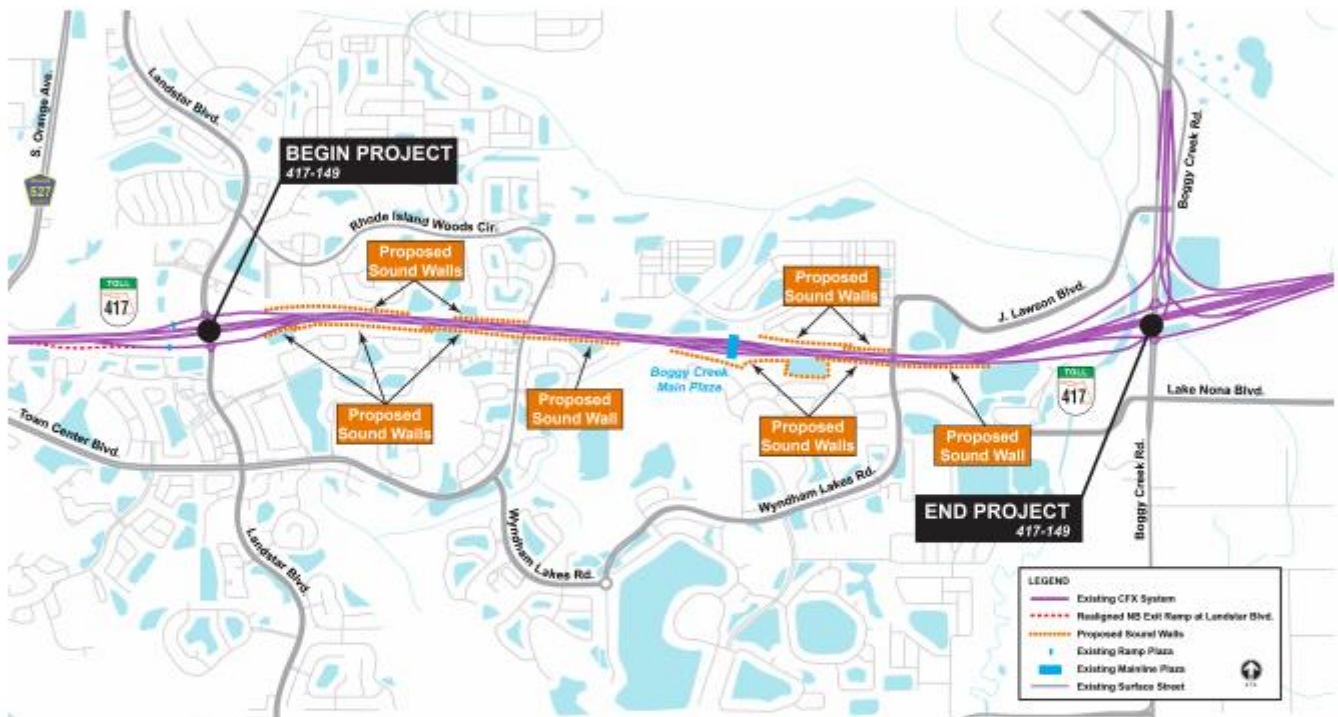 S. Orange Ave.
527
Landstar Blvd.
BEGIN PROJECT
417-149
Rhode Island Woods Cir.
Proposed
Sound Walls
TOLL
417
Proposed
Sound Walls
Proposed
Sound Wall
Boggy Creek
Main Plaza
Proposed
Sound Walls
Proposed
Sound Walls
Proposed
Sound Wall
J. Lawson Blvd.
Boggy Creek Rd.
TOLL
417
Lake Nona Blvd.
Town Center Blvd.
Landstar Blvd.
Wyndham Lakes Rd.
Wyndham Lakes Rd.
Boggy Creek Rd.
END PROJECT
417-149
LEGEND
Existing CFX System
Realigned NB Exit Ramp at Landstar Blvd.
Proposed Sound Walls
Existing Ramp Plaza
Existing Mainline Plaza
Existing Surface Street